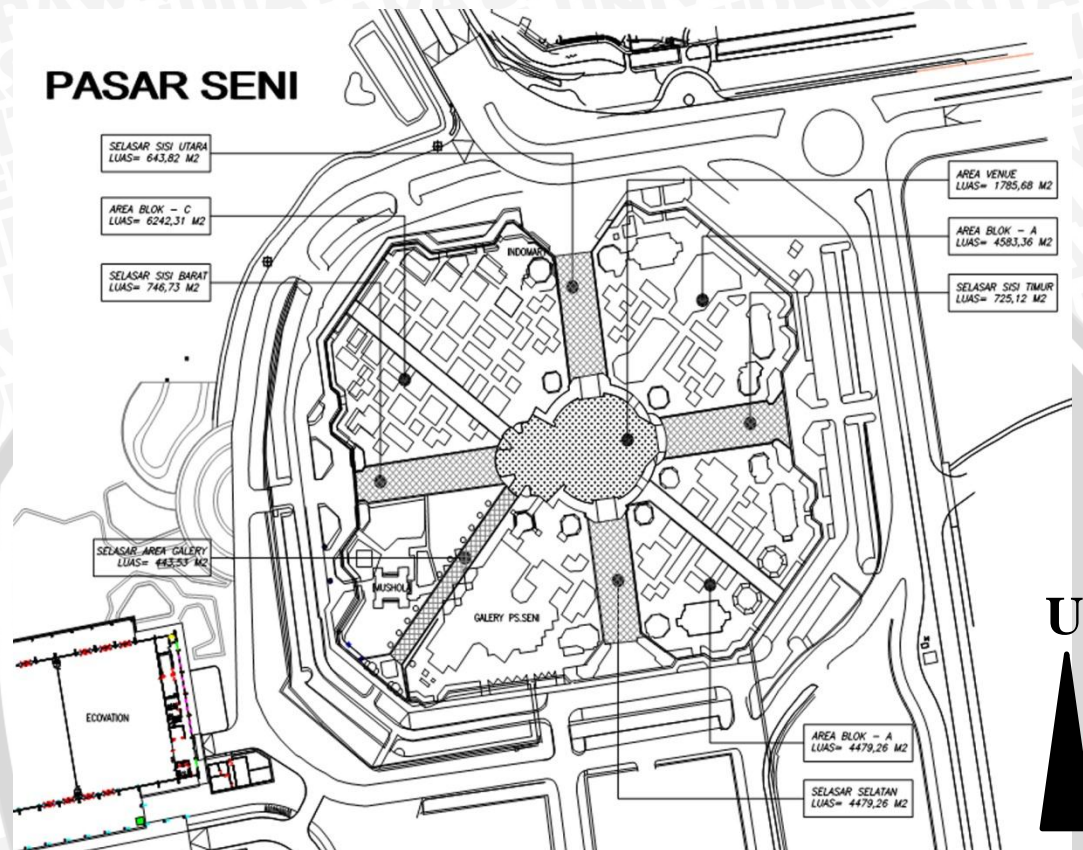 PASAR SENI
SELASAR SISI UTARA
LUAS= 643,82 M2
AREA BLOK - C
LUAS= 6242,31 M2
SELASAR SISI BARAT
LUAS= 746,73 M2
AREA VENUE
LUAS= 1785,68 M2
AREA BLOK - A
LUAS= 4583,36 M2
SELASAR SISI TIMUR
LUAS= 725,12 M2
INDOMART
SELASAR AREA GALERY
LUAS= 443,53 M2
MUSHOLA
GALERY PS.SENI
U
ECOVATION
AREA BLOK - A
LUAS= 4479,26 M2
SELASAR SELATAN
LUAS= 4479,26 M2